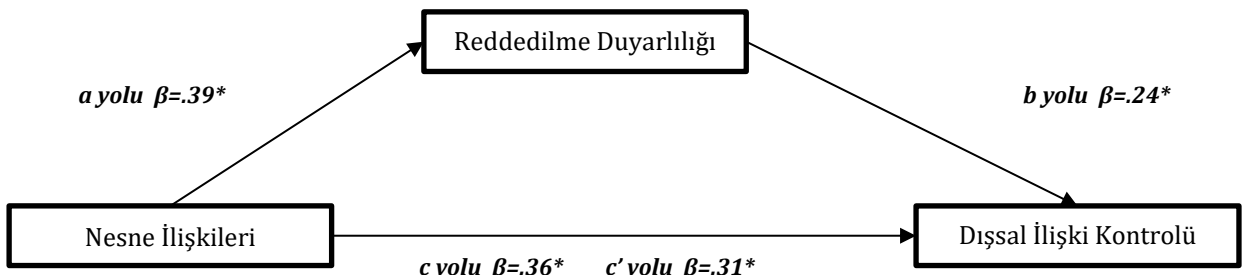 Reddedilme Duyarlılığı
a yolu β=.39*
b yolu β=.24*
Nesne İlişkileri
Dışsal İlişki Kontrolü
c yolu β=.36* c' yolu β=.31*